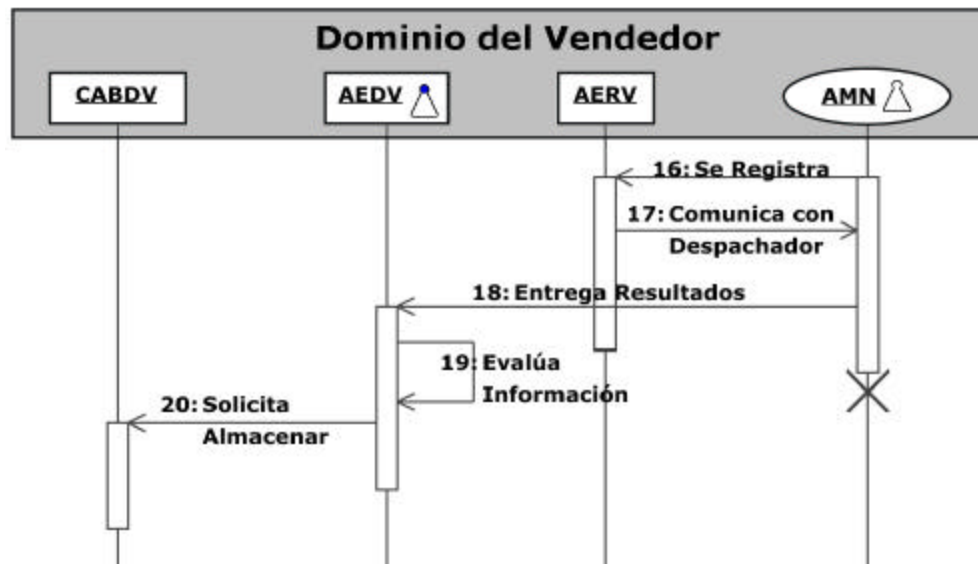 Dominio del Vendedor
CABDV
AEDV
AERV
AMN
16: Se Registra
17: Comunica con
Despachador
18: Entrega Resultados
19: Evalúa
Información
20: Solicita
Almacenar